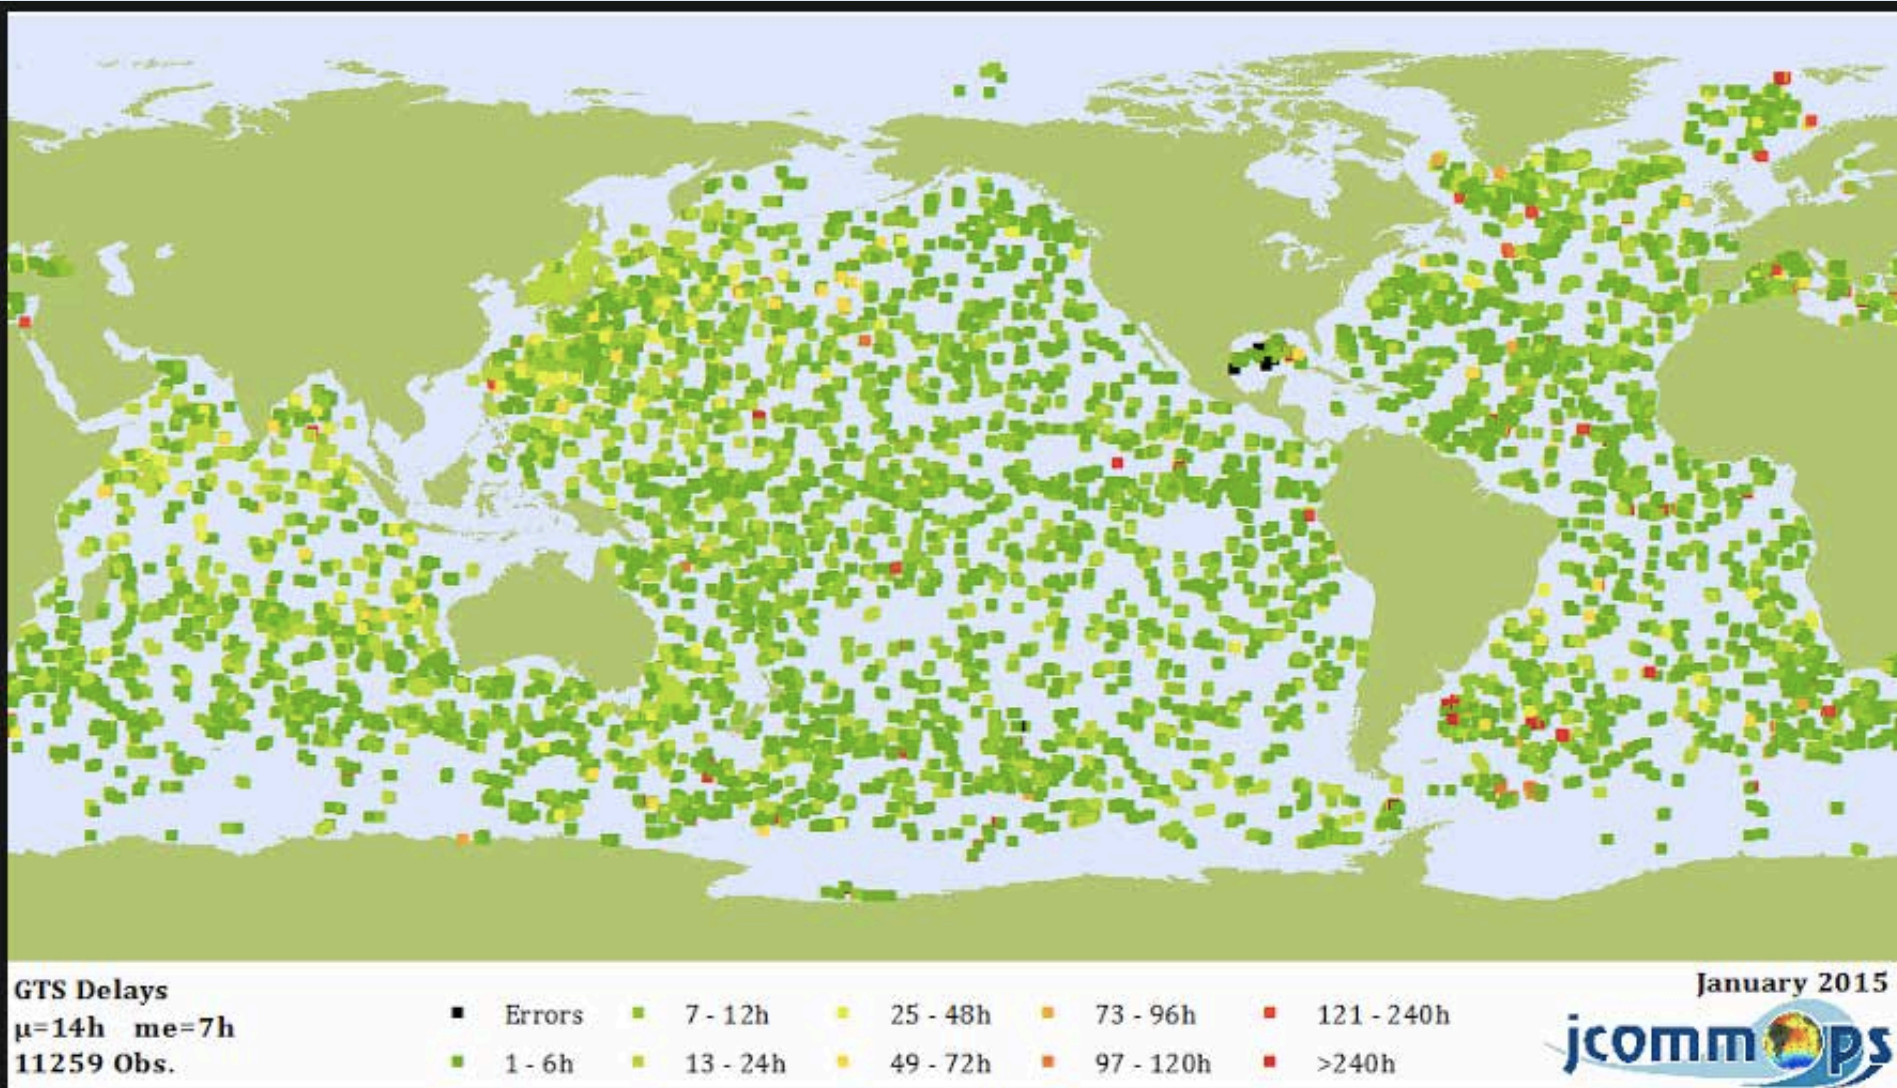 GTS Delays
µ=14h me=7h
11259 Obs.
Errors
1 - 6h
7 - 12h
13 - 24h
25 - 48h
49 - 72h
73 - 96h
97 - 120h
121 - 240h
>240h
January 2015
jcommops